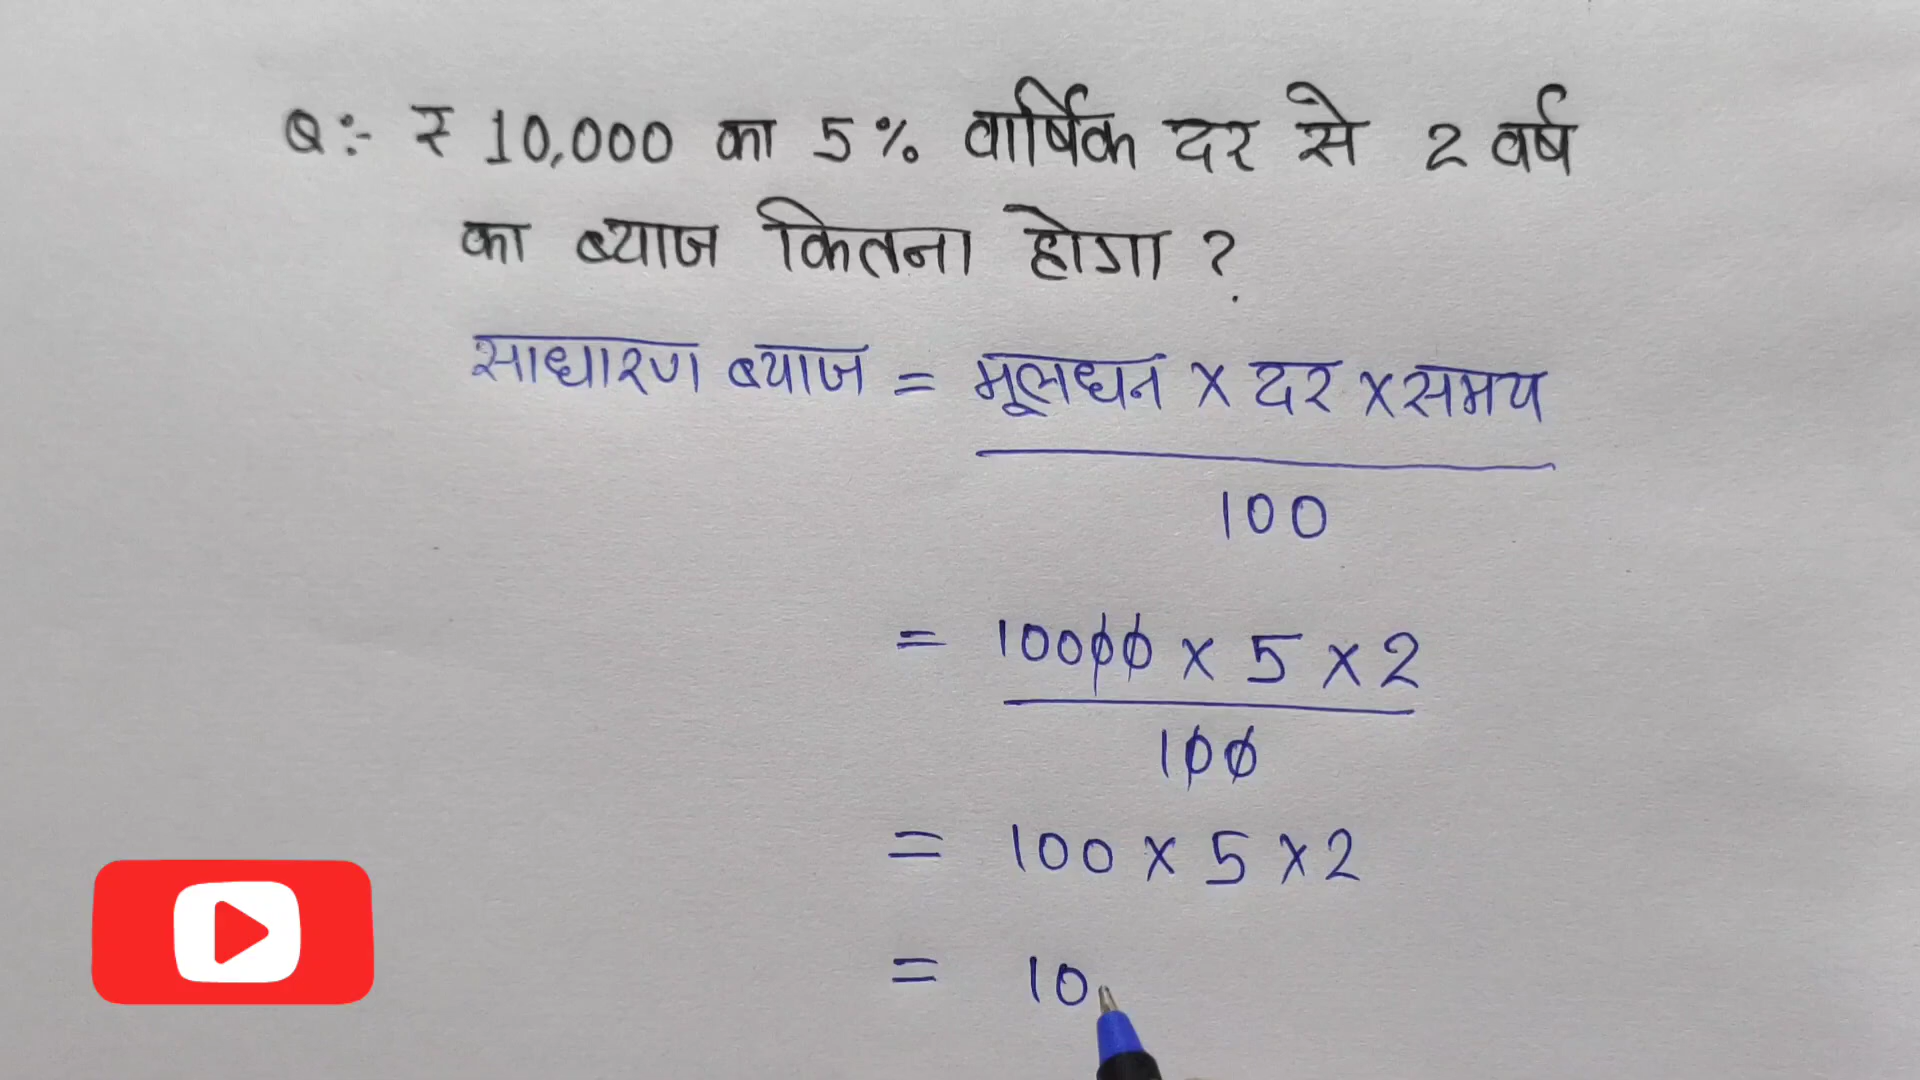 Q:- ₹ 10,000 का 5% वार्षिक दर से 2 वर्ष
का ब्याज कितना होगा ?
साधारण ब्याज = मूलधन × दर × समय
100
= 10000 × 5 × 2
100
= 100 × 5 × 2
= 10